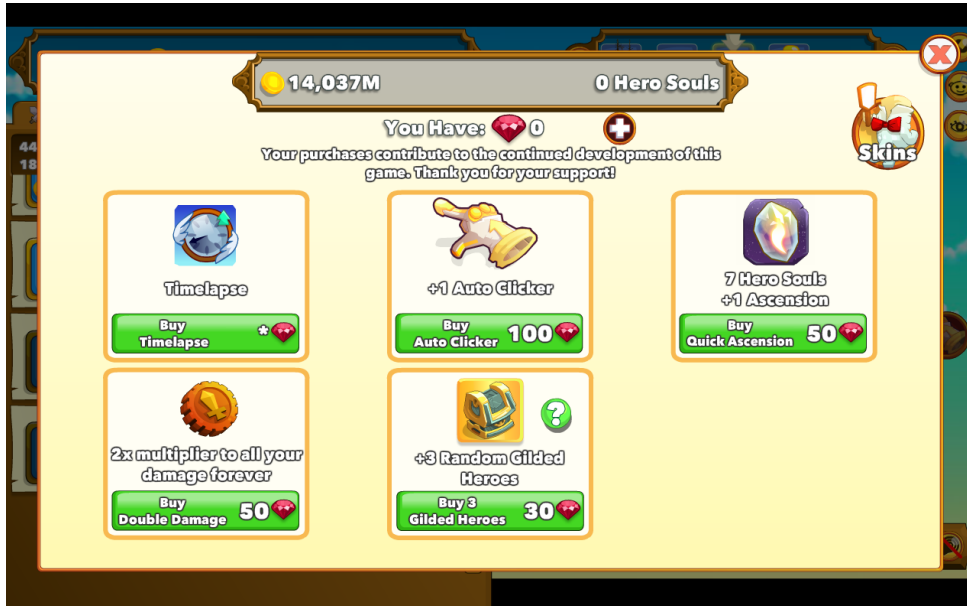 14,037M
0 Hero Souls
You Have: 0
Your purchases contribute to the continued development of this
game. Thank you for your support!
Skins
44
18
Timelapse
Buy
Timelapse
*
+1 Auto Clicker
Buy
Auto Clicker
100
7 Hero Souls
+1 Ascension
Buy
Quick Ascension
50
2x multiplier to all your
damage forever
Buy
Double Damage
50
?
+3 Random Gilded
Heroes
Buy 3
Gilded Heroes
30